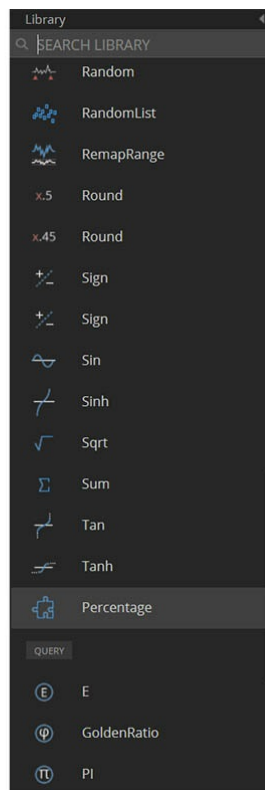 Library
SEARCH LIBRARY
Random
RandomList
RemapRange
x.5 Round
x.45 Round
Sign
Sign
Sin
Sinh
Sqrt
Σ Sum
Tan
Tanh
Percentage
QUERY
E E
φ GoldenRatio
π PI